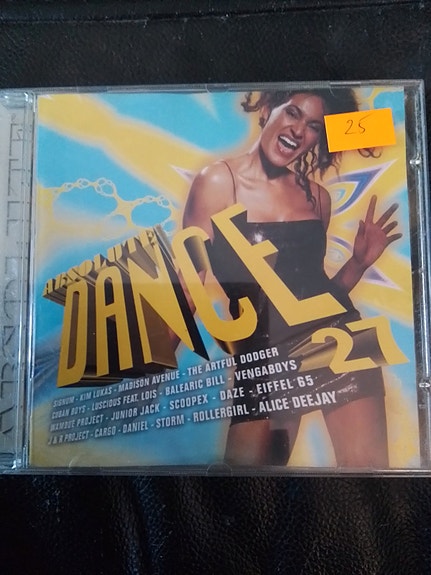 25
ABSOLUTE
DANCE
27
SIGNUM - KIM LUKAS - MADISON AVENUE - THE ARTFUL DODGER
CUBAN BOYS - LUSCIOUS FEAT. LOIS - BALEARIC BILL - VENGABOYS
MAMBUE PROJECT - JUNIOR JACK - SCOOPEX - DAZE - EIFFEL 65
J & R PROJECT - CARGO - DANIEL - STORM - ROLLERGIRL - ALICE DEEJAY